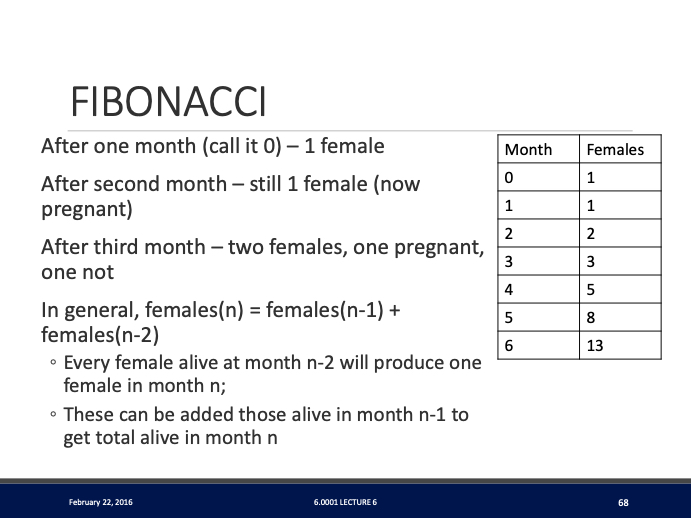 FIBONACCI
After one month (call it 0) – 1 female
After second month – still 1 female (now
pregnant)
After third month – two females, one pregnant,
one not
In general, females(n) = females(n-1) +
females(n-2)
◦ Every female alive at month n-2 will produce one
female in month n;
◦ These can be added those alive in month n-1 to
get total alive in month n
Month Females
0 1
1 1
2 2
3 3
4 5
5 8
6 13
February 22, 2016 6.0001 LECTURE 6 68